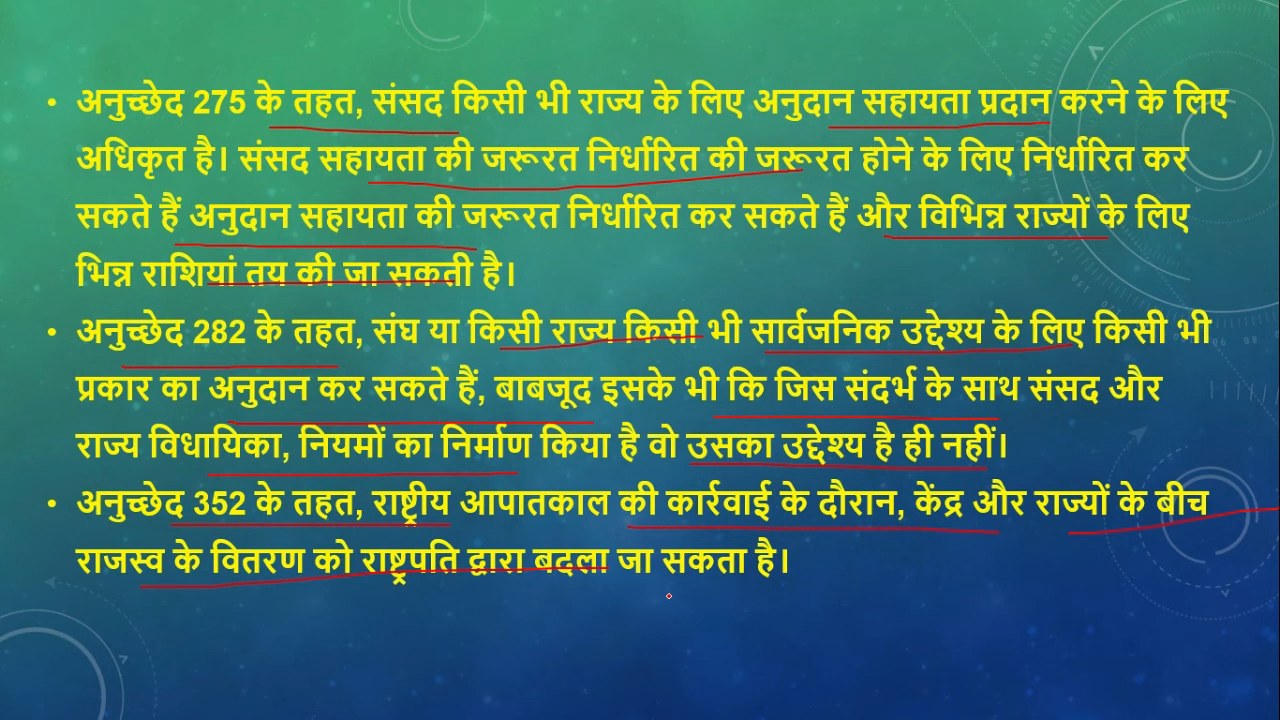 • अनुच्छेद 275 के तहत, संसद किसी भी राज्य के लिए अनुदान सहायता प्रदान करने के लिए
अधिकृत है। संसद सहायता की जरूरत निर्धारित की जरूरत होने के लिए निर्धारित कर
सकते हैं अनुदान सहायता की जरूरत निर्धारित कर सकते हैं और विभिन्न राज्यों के लिए
भिन्न राशियां तय की जा सकती है।
• अनुच्छेद 282 के तहत, संघ या किसी राज्य किसी भी सार्वजनिक उद्देश्य के लिए किसी भी
प्रकार का अनुदान कर सकते हैं, बाबजूद इसके भी कि जिस संदर्भ के साथ संसद और
राज्य विधायिका, नियमों का निर्माण किया है वो उसका उद्देश्य है ही नहीं।
• अनुच्छेद 352 के तहत, राष्ट्रीय आपातकाल की कार्रवाई के दौरान, केंद्र और राज्यों के बीच
राजस्व के वितरण को राष्ट्रपति द्वारा बदला जा सकता है।